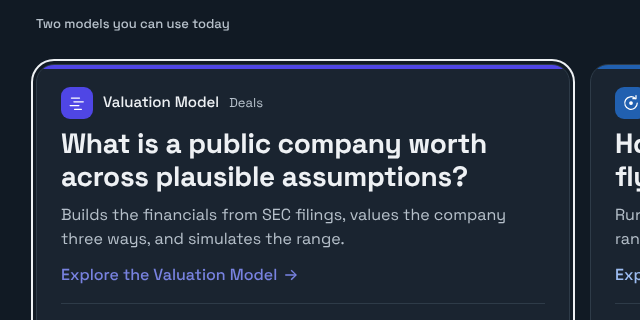 Two models you can use today
Valuation Model Deals
What is a public company worth
across plausible assumptions?
Builds the financials from SEC filings, values the company
three ways, and simulates the range.
Explore the Valuation Model →